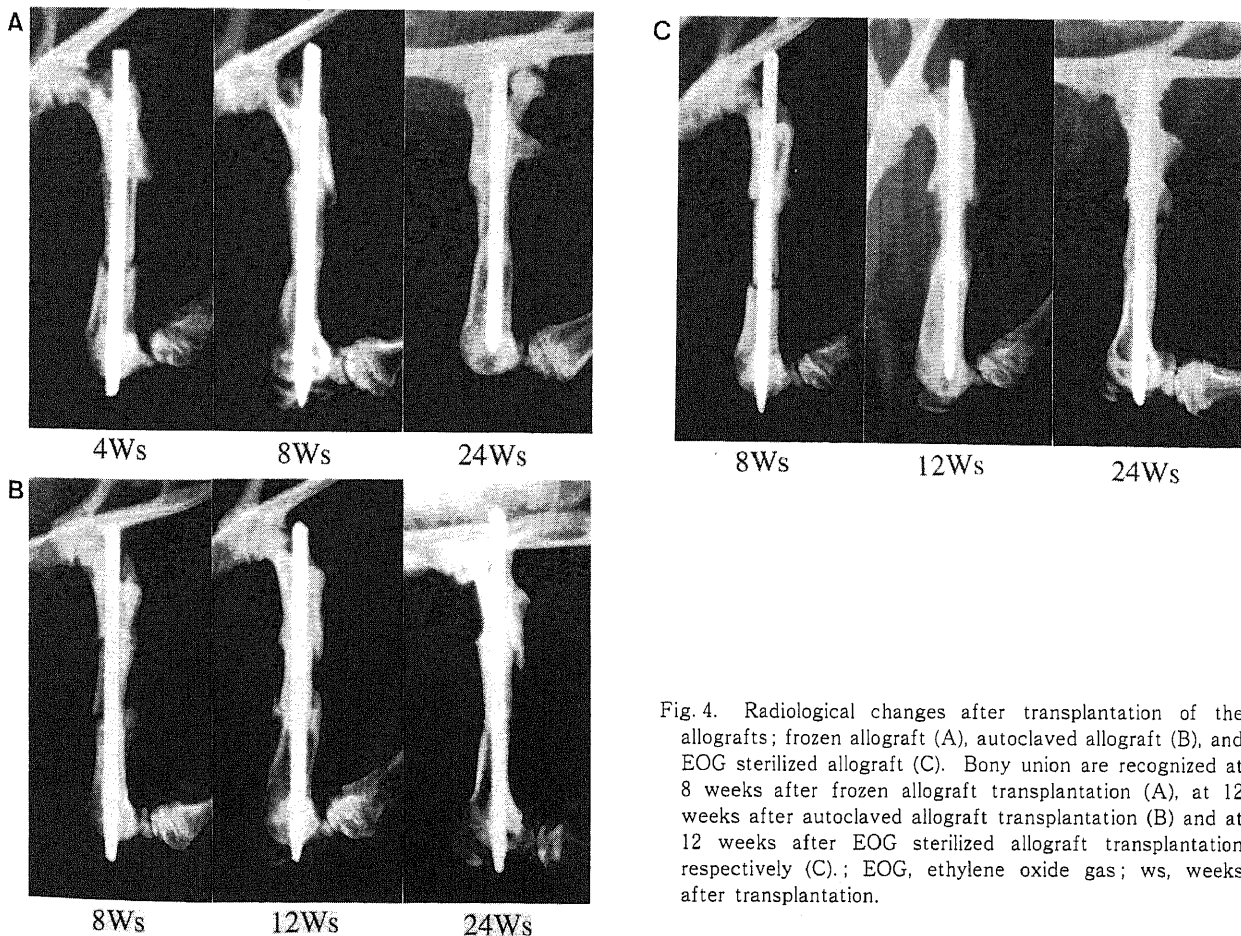 A
4Ws 8Ws 24Ws
B
8Ws 12Ws 24Ws
C
8Ws 12Ws 24Ws
Fig. 4. Radiological changes after transplantation of the
allografts; frozen allograft (A), autoclaved allograft (B), and
EOG sterilized allograft (C). Bony union are recognized at
8 weeks after frozen allograft transplantation (A), at 12
weeks after autoclaved allograft transplantation (B) and at
12 weeks after EOG sterilized allograft transplantation
respectively (C).; EOG, ethylene oxide gas; ws, weeks
after transplantation.